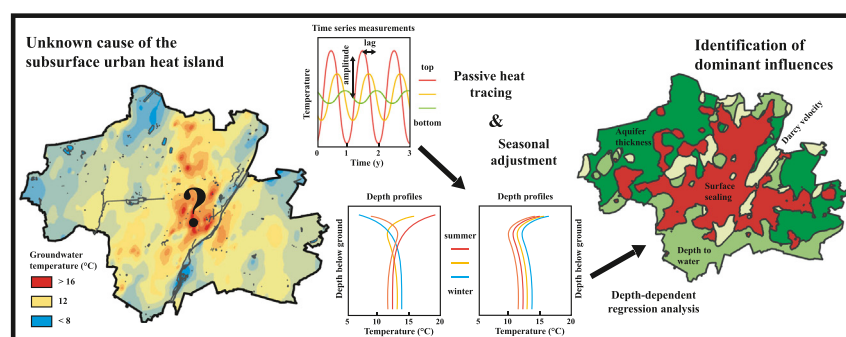 Unknown cause of the
subsurface urban heat island
?
Groundwater
temperature (°C)
> 16
12
< 8
Time series measurements
Temperature
lag
amplitude
top
bottom
0
1
2
3
Time (y)
Passive heat
tracing
&
Seasonal
adjustment
Depth profiles
Depth below ground
5
10
15
20
Temperature (°C)
summer
winter
Depth profiles
Depth below ground
5
10
15
20
Temperature (°C)
Depth below ground
Depth-dependent
regression analysis
Identification of
dominant influences
Aquifer
thickness
Darcy velocity
Surface
sealing
Depth to
water